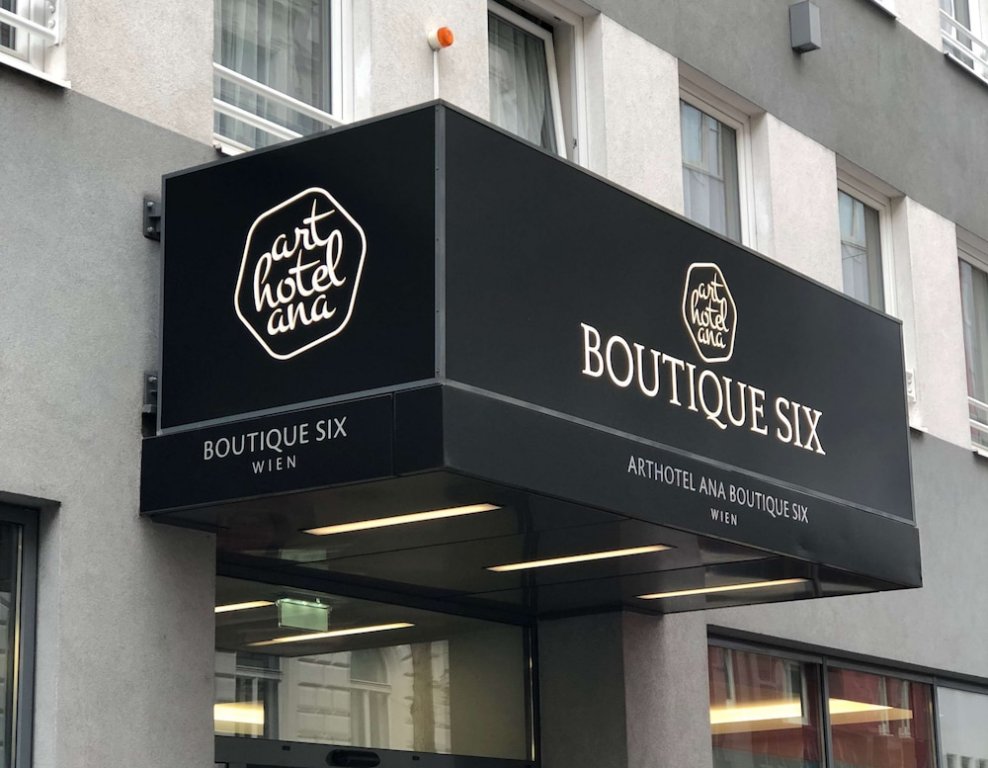 art
hotel
ana
BOUTIQUE SIX
WIEN
art
hotel
ana
BOUTIQUE SIX
ARTHOTEL ANA BOUTIQUE SIX
WIEN